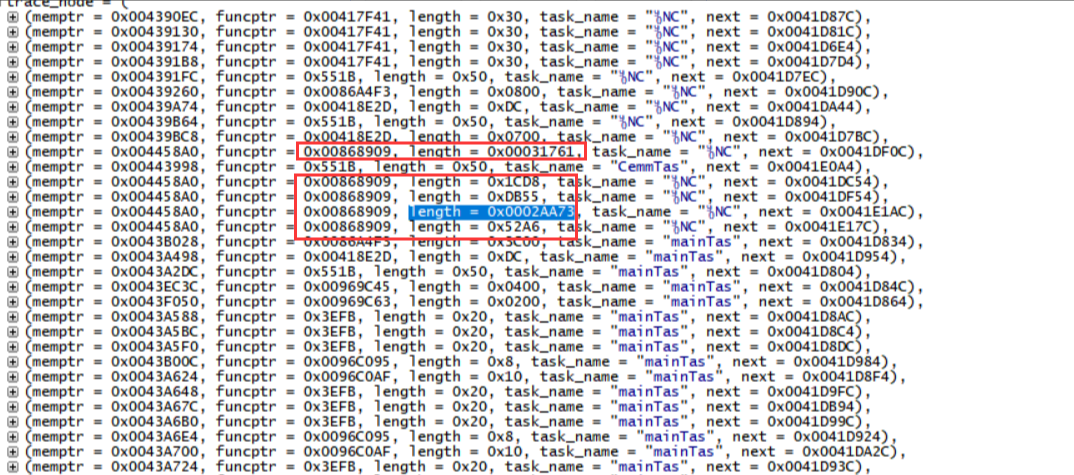 rtrace_node = (
(memptr = 0x004390EC, funcptr = 0x00417F41, length = 0x30, task_name = "%NC", next = 0x0041D87C),
(memptr = 0x00439130, funcptr = 0x00417F41, length = 0x30, task_name = "%NC", next = 0x0041D81C),
(memptr = 0x00439174, funcptr = 0x00417F41, length = 0x30, task_name = "%NC", next = 0x0041D6E4),
(memptr = 0x004391B8, funcptr = 0x00417F41, length = 0x30, task_name = "%NC", next = 0x0041D7D4),
(memptr = 0x004391FC, funcptr = 0x551B, length = 0x50, task_name = "%NC", next = 0x0041D7EC),
(memptr = 0x00439260, funcptr = 0x0086A4F3, length = 0x0800, task_name = "%NC", next = 0x0041D90C),
(memptr = 0x00439A74, funcptr = 0x00418E2D, length = 0xDC, task_name = "%NC", next = 0x0041DA44),
(memptr = 0x00439B64, funcptr = 0x551B, length = 0x50, task_name = "%NC", next = 0x0041D894),
(memptr = 0x00439BC8, funcptr = 0x00418E2D, length = 0x0700, task_name = "%NC", next = 0x0041D7BC),
(memptr = 0x004458A0, funcptr = 0x00868909, length = 0x00031761, task_name = "%NC", next = 0x0041DF0C),
(memptr = 0x00443998, funcptr = 0x551B, length = 0x50, task_name = "CemmTas", next = 0x0041E0A4),
(memptr = 0x004458A0, funcptr = 0x00868909, length = 0x1CD8, task_name = "%NC", next = 0x0041DC54),
(memptr = 0x004458A0, funcptr = 0x00868909, length = 0xDB55, task_name = "%NC", next = 0x0041DF54),
(memptr = 0x004458A0, funcptr = 0x00868909, length = 0x0002AA73, task_name = "%NC", next = 0x0041E1AC),
(memptr = 0x004458A0, funcptr = 0x00868909, length = 0x52A6, task_name = "%NC", next = 0x0041E17C),
(memptr = 0x0043B028, funcptr = 0x0086A4F3, length = 0x3C00, task_name = "mainTas", next = 0x0041D834),
(memptr = 0x0043A498, funcptr = 0x00418E2D, length = 0xDC, task_name = "mainTas", next = 0x0041D954),
(memptr = 0x0043A2DC, funcptr = 0x551B, length = 0x50, task_name = "mainTas", next = 0x0041D804),
(memptr = 0x0043EC3C, funcptr = 0x00969C45, length = 0x0400, task_name = "mainTas", next = 0x0041D84C),
(memptr = 0x0043F050, funcptr = 0x00969C63, length = 0x0200, task_name = "mainTas", next = 0x0041D864),
(memptr = 0x0043A588, funcptr = 0x3EFB, length = 0x20, task_name = "mainTas", next = 0x0041D8AC),
(memptr = 0x0043A5BC, funcptr = 0x3EFB, length = 0x20, task_name = "mainTas", next = 0x0041D8C4),
(memptr = 0x0043A5F0, funcptr = 0x3EFB, length = 0x20, task_name = "mainTas", next = 0x0041D8DC),
(memptr = 0x0043B00C, funcptr = 0x0096C095, length = 0x8, task_name = "mainTas", next = 0x0041D984),
(memptr = 0x0043A624, funcptr = 0x0096C0AF, length = 0x10, task_name = "mainTas", next = 0x0041D8F4),
(memptr = 0x0043A648, funcptr = 0x3EFB, length = 0x20, task_name = "mainTas", next = 0x0041D9FC),
(memptr = 0x0043A67C, funcptr = 0x3EFB, length = 0x20, task_name = "mainTas", next = 0x0041DB94),
(memptr = 0x0043A6B0, funcptr = 0x3EFB, length = 0x20, task_name = "mainTas", next = 0x0041D99C),
(memptr = 0x0043A6E4, funcptr = 0x0096C095, length = 0x8, task_name = "mainTas", next = 0x0041D924),
(memptr = 0x0043A700, funcptr = 0x0096C0AF, length = 0x10, task_name = "mainTas", next = 0x0041DA2C),
(memptr = 0x0043A724, funcptr = 0x3EFB, length = 0x20, task_name = "mainTas", next = 0x0041D93C),